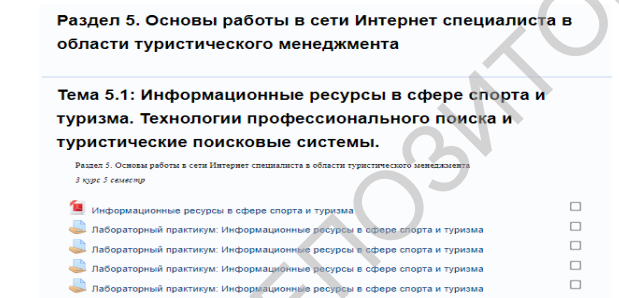 Раздел 5. Основы работы в сети Интернет специалиста в
области туристического менеджмента
Тема 5.1: Информационные ресурсы в сфере спорта и
туризма. Технологии профессионального поиска и
туристические поисковые системы.
Раздел 5. Основы работы в сети Интернет специалиста в области туристического менеджмента
3 курс 5 семестр
Информационные ресурсы в сфере спорта и туризма
Лабораторный практикум: Информационные ресурсы в сфере спорта и туризма
Лабораторный практикум: Информационные ресурсы в сфере спорта и туризма
Лабораторный практикум: Информационные ресурсы в сфере спорта и туризма
Лабораторный практикум: Информационные ресурсы в сфере спорта и туризма